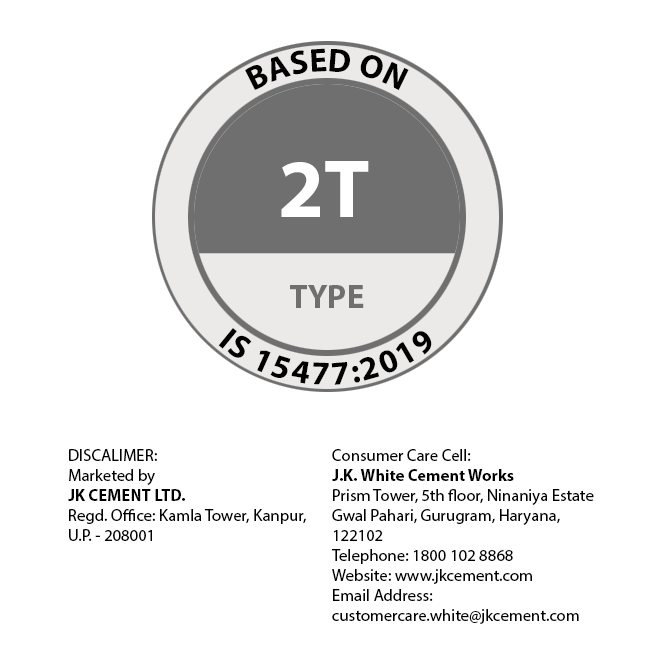 BASED ON
2T
TYPE
IS 15477:2019
DISCALIMER:
Marketed by
JK CEMENT LTD.
Regd. Office: Kamla Tower, Kanpur,
U.P. - 208001
Consumer Care Cell:
J.K. White Cement Works
Prism Tower, 5th floor, Ninaniya Estate
Gwal Pahari, Gurugram, Haryana,
122102
Telephone: 1800 102 8868
Website: www.jkcement.com
Email Address:
customercare.white@jkcement.com